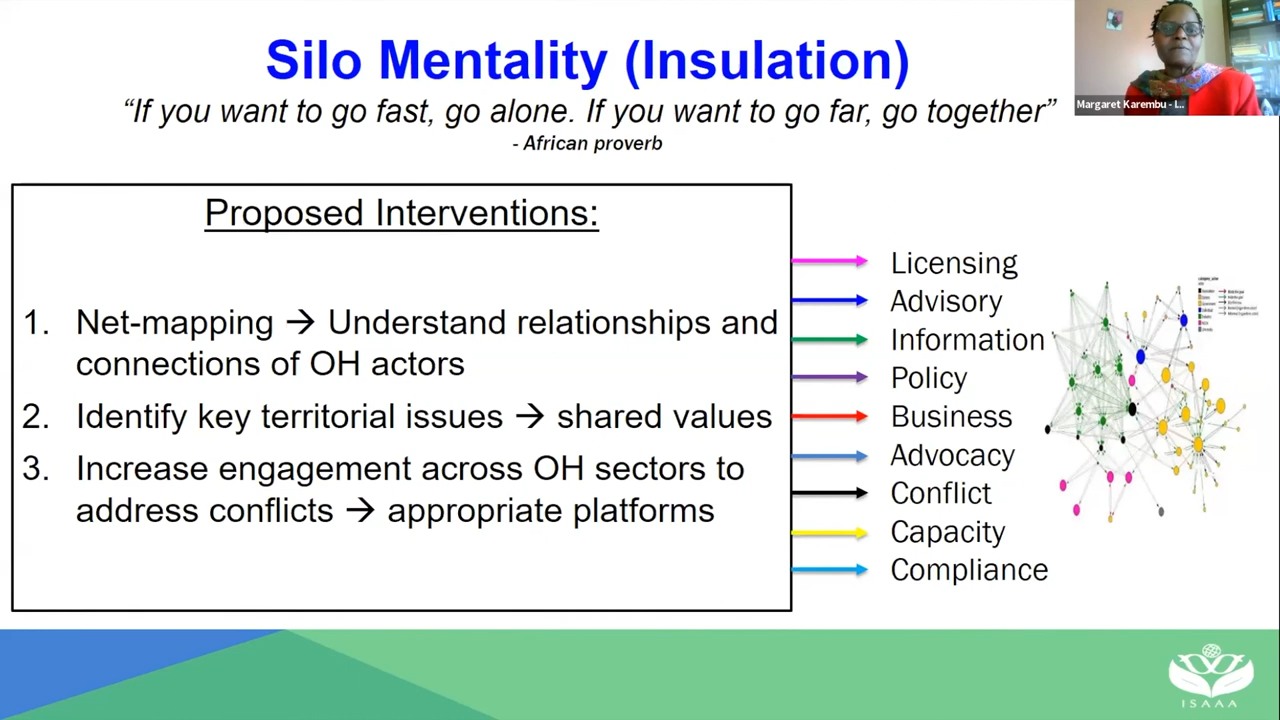 Silo Mentality (Insulation)
“If you want to go fast, go alone. If you want to go far, go together”
- African proverb
Margaret Karembu - I...
Proposed Interventions:
1. Net-mapping → Understand relationships and
connections of OH actors
2. Identify key territorial issues → shared values
3. Increase engagement across OH sectors to
address conflicts → appropriate platforms
Licensing
Advisory
Information
Policy
Business
Advocacy
Conflict
Capacity
Compliance
ISAAA